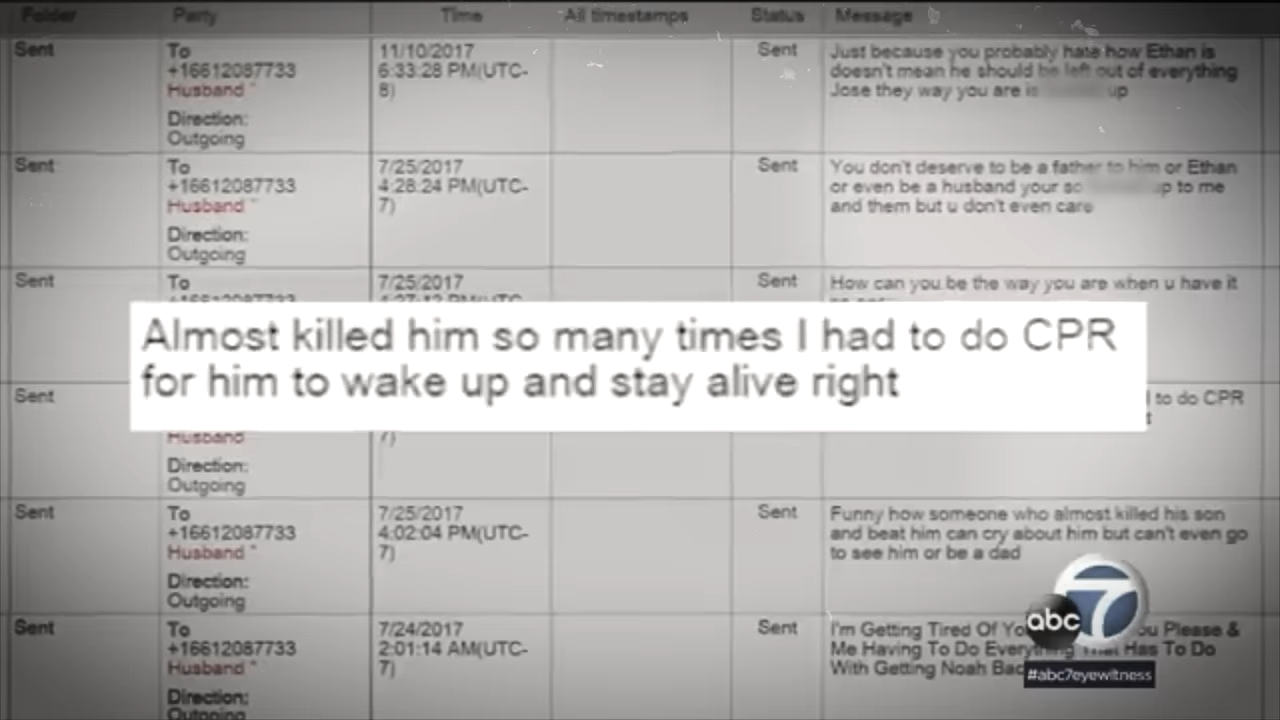 Folder Party Time All timestamps Status Message
Sent To 11/10/2017 Sent Just because you probably hate how Ethan is
+16612087733 6:33:28 PM(UTC- doesn't mean he should be left out of everything
Husband * 8) Jose they way you are is up
Direction:
Outgoing
Sent To 7/25/2017 Sent You don't deserve to be a father to him or Ethan
+16612087733 4:28:24 PM(UTC- or even be a husband your so up to me
Husband * 7) and them but u don't even care
Direction:
Outgoing
Sent To 7/25/2017 Sent How can you be the way you are when u have it
Almost killed him so many times I had to do CPR
for him to wake up and stay alive right
Sent to do CPR
Husband 7)
Direction:
Outgoing
Sent To 7/25/2017 Sent Funny how someone who almost killed his son
+16612087733 4:02:04 PM(UTC- and beat him can cry about him but can't even go
Husband * 7) to see him or be a dad
Direction:
Outgoing
Sent To 7/24/2017 Sent I'm Getting Tired Of Please &
+16612087733 2:01:14 AM(UTC- Me Having To Do Everything That Has To Do
Husband * 7) With Getting Noah
Direction:
Outgoing
abc 7
#abc7eyewitness